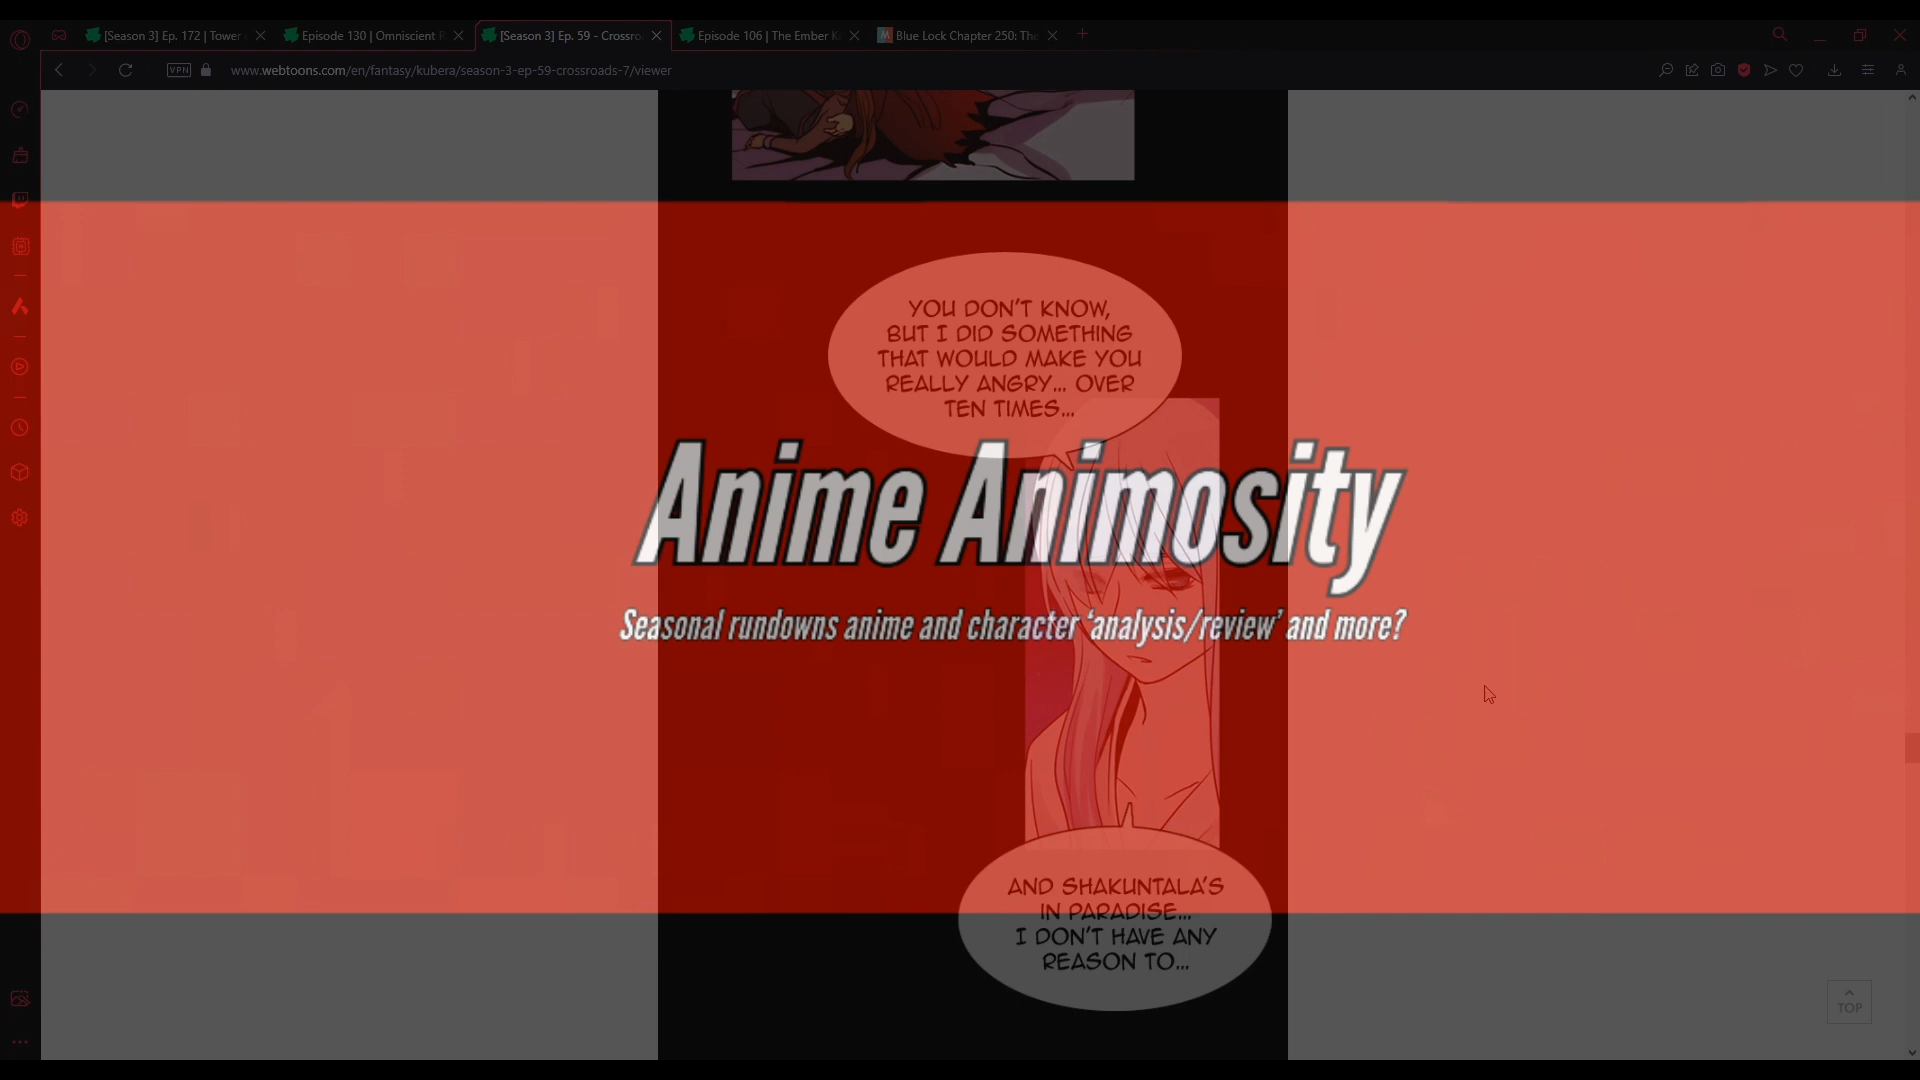 [Season 3] Ep. 172 | Tower
Episode 130 | Omniscient R
[Season 3] Ep. 59 - Crossro
Episode 106 | The Ember K
Blue Lock Chapter 250: The
VPN
www.webtoons.com/en/fantasy/kubera/season-3-ep-59-crossroads-7/viewer
YOU DON'T KNOW,
BUT I DID SOMETHING
THAT WOULD MAKE YOU
REALLY ANGRY... OVER
TEN TIMES...
Anime Animosity
Seasonal rundowns anime and character 'analysis/review' and more?
AND SHAKUNTALA'S
IN PARADISE...
I DON'T HAVE ANY
REASON TO...
TOP